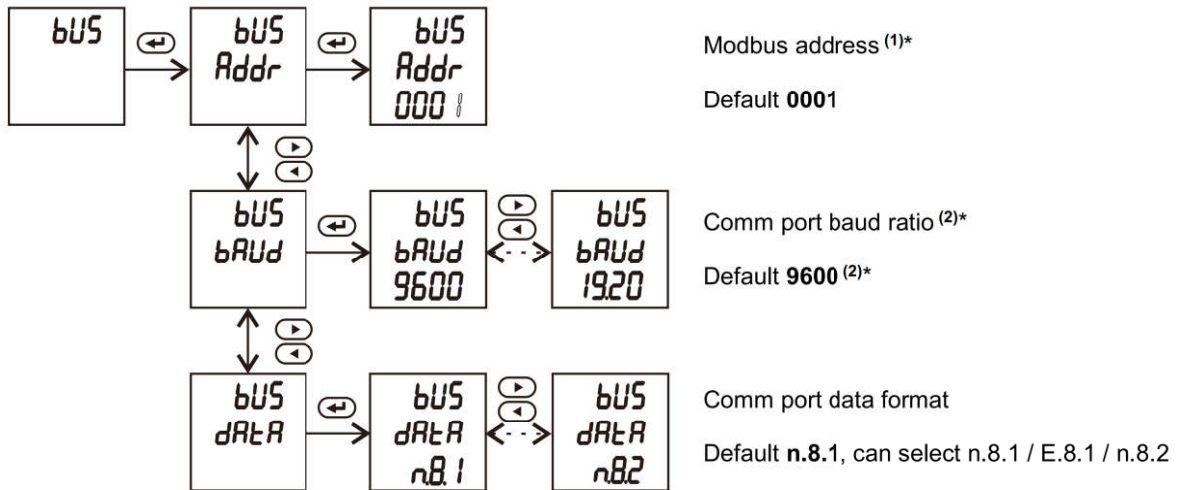 bUS
bUS
Addr
bUS
Addr
0001
Modbus address (1)*
Default 0001
bUS
bAUd
bUS
bAUd
9600
bUS
bAUd
19.20
Comm port baud ratio (2)*
Default 9600 (2)*
bUS
dAtA
bUS
dAtA
n.8.1
bUS
dAtA
n.8.2
Comm port data format
Default n.8.1, can select n.8.1 / E.8.1 / n.8.2